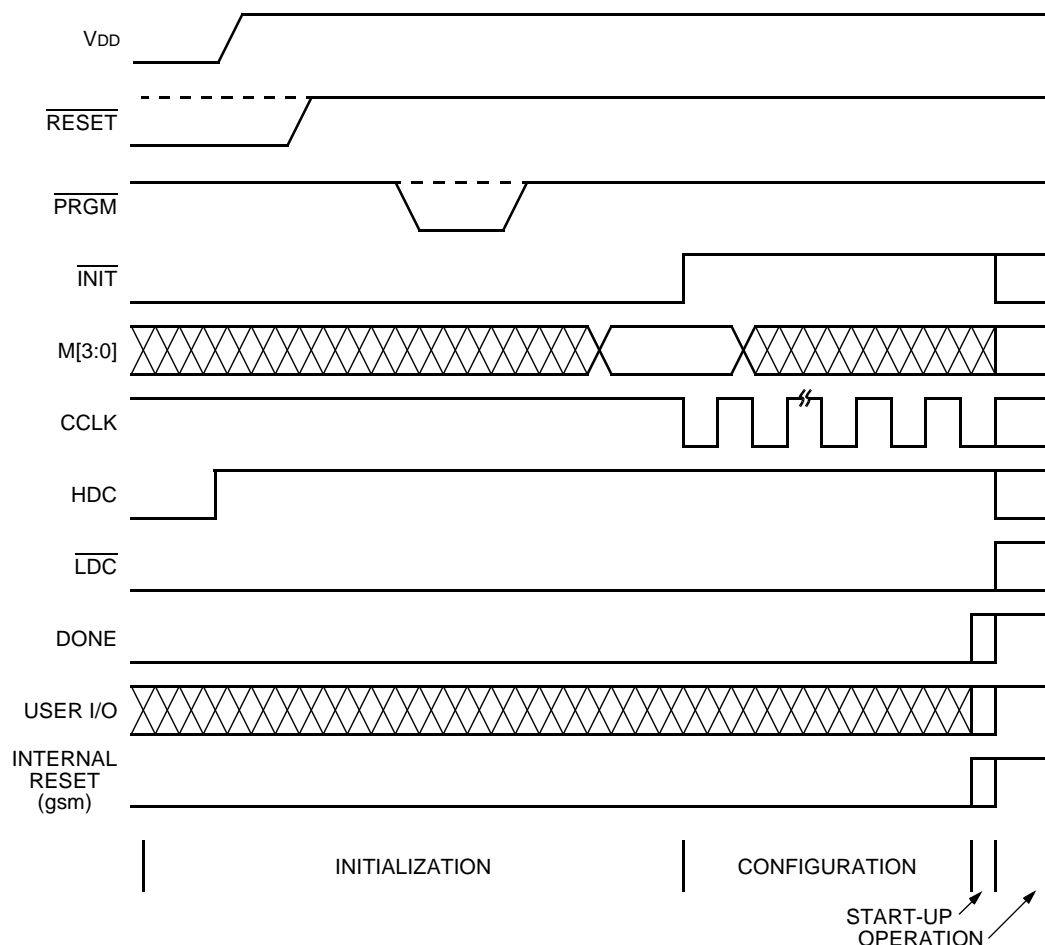 VDD
RESET
PRGM
INIT
M[3:0]
CCLK
HDC
LDC
DONE
USER I/O
INTERNAL
RESET
(gsm)
INITIALIZATION
CONFIGURATION
START-UP
OPERATION